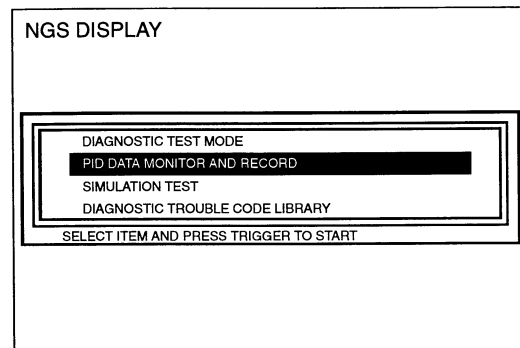 NGS DISPLAY
DIAGNOSTIC TEST MODE
PID DATA MONITOR AND RECORD
SIMULATION TEST
DIAGNOSTIC TROUBLE CODE LIBRARY
SELECT ITEM AND PRESS TRIGGER TO START